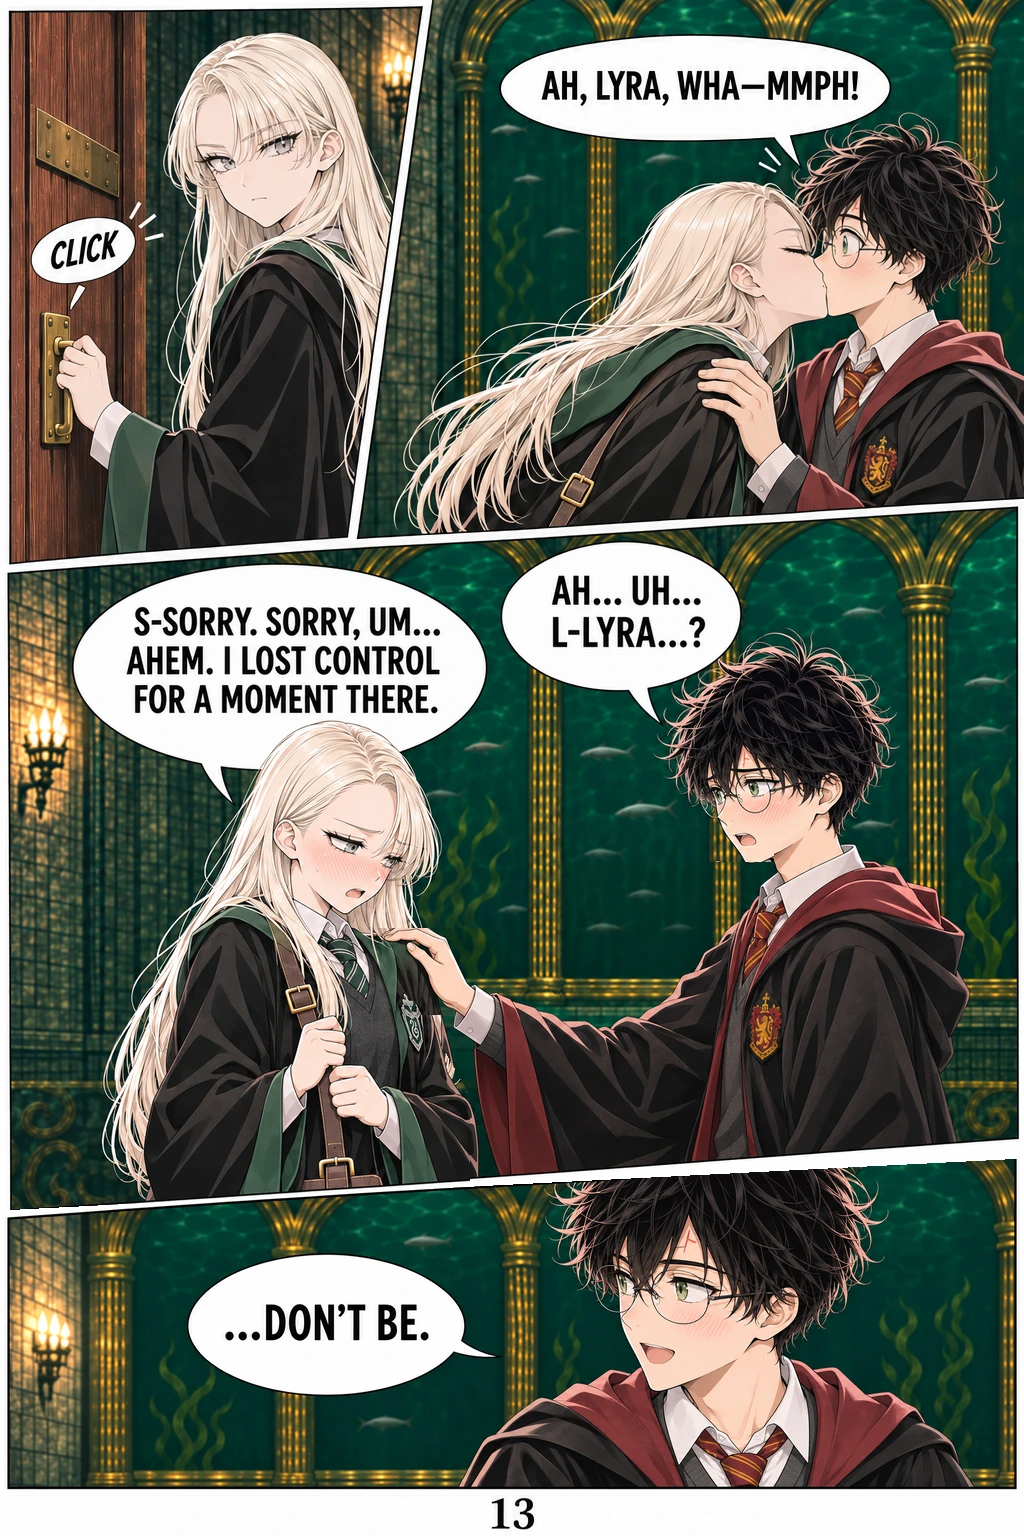 CLICK
AH, LYRA, WHA—MMPH!
S-SORRY. SORRY, UM...
AHEM. I LOST CONTROL
FOR A MOMENT THERE.
AH... UH...
L-LYRA...?
...DON'T BE.
13